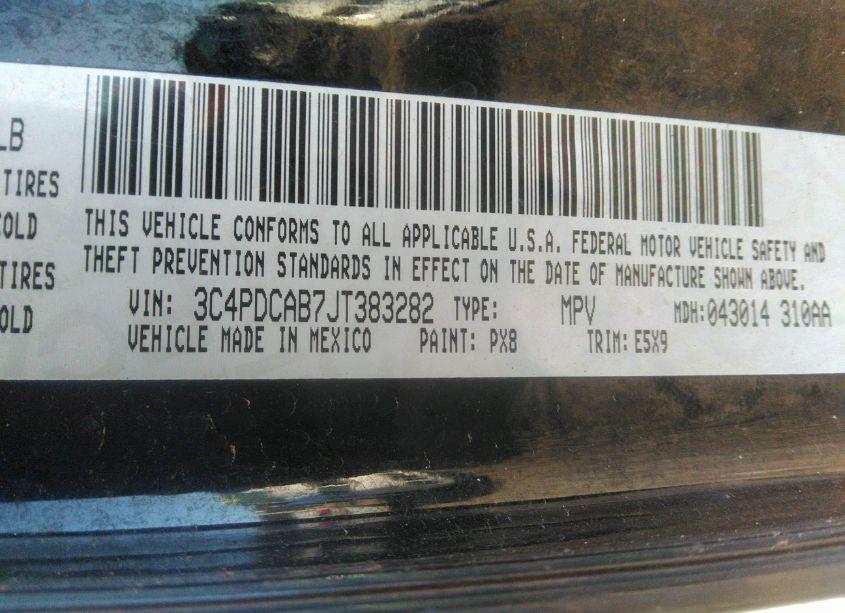 LB
TIRES
COLD
TIRES
OLD
THIS VEHICLE CONFORMS TO ALL APPLICABLE U.S.A. FEDERAL MOTOR VEHICLE SAFETY AND
THEFT PREVENTION STANDARDS IN EFFECT ON THE DATE OF MANUFACTURE SHOWN ABOVE.
VIN: 3C4PDCAB7JT383282 TYPE: MPV MDH:043014 310AA
VEHICLE MADE IN MEXICO PAINT: PX8 TRIM: E5X9